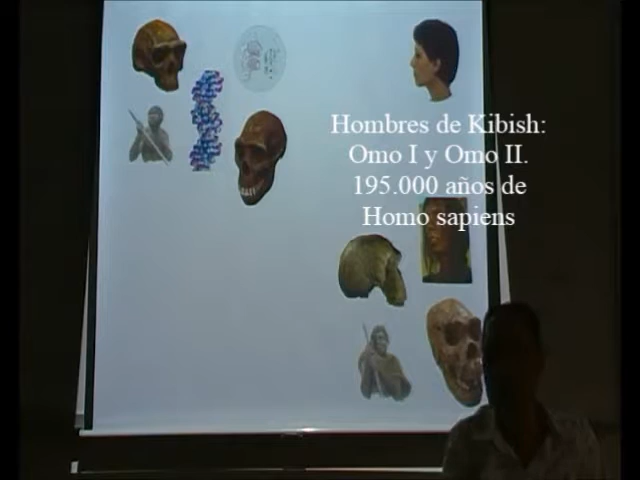 Hombres de Kibish:
Omo I y Omo II.
195.000 años de
Homo sapiens